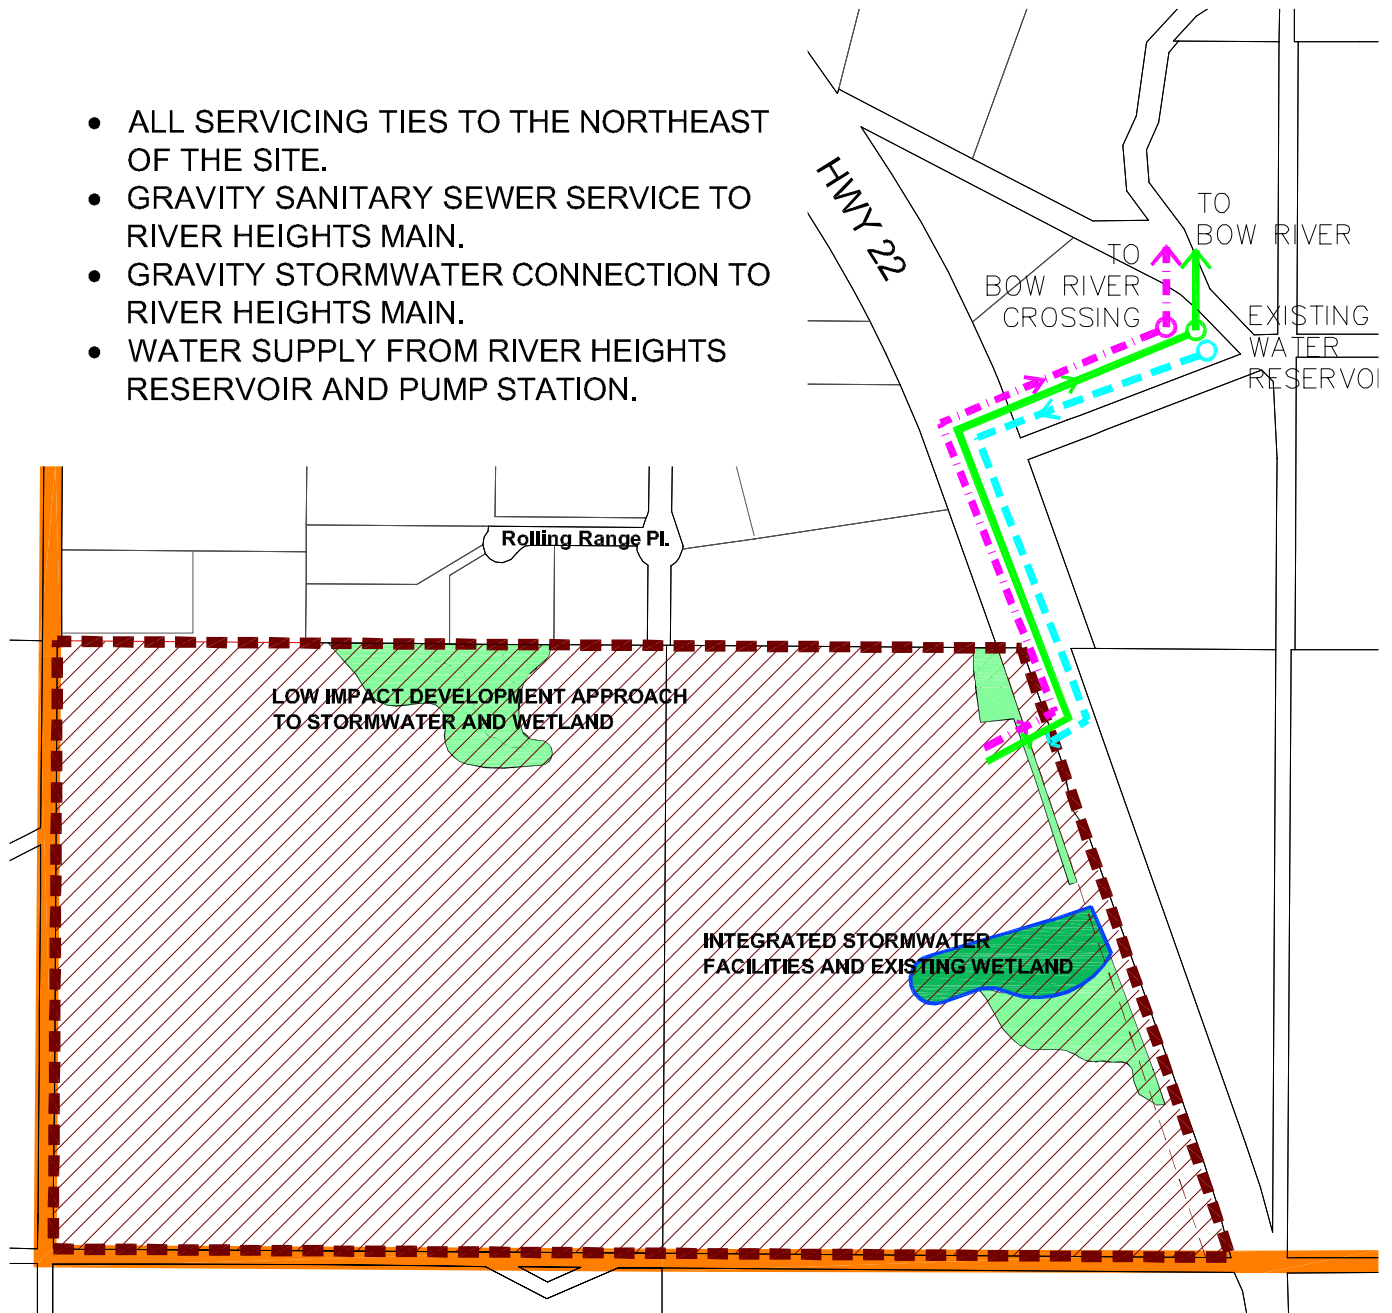 • ALL SERVICING TIES TO THE NORTHEAST
OF THE SITE.
• GRAVITY SANITARY SEWER SERVICE TO
RIVER HEIGHTS MAIN.
• GRAVITY STORMWATER CONNECTION TO
RIVER HEIGHTS MAIN.
• WATER SUPPLY FROM RIVER HEIGHTS
RESERVOIR AND PUMP STATION.
HWY 22
TO
BOW RIVER
TO
BOW RIVER
CROSSING
EXISTING
WATER
RESERVOI
Rolling Range Pl.
LOW IMPACT DEVELOPMENT APPROACH
TO STORMWATER AND WETLAND
INTEGRATED STORMWATER
FACILITIES AND EXISTING WETLAND